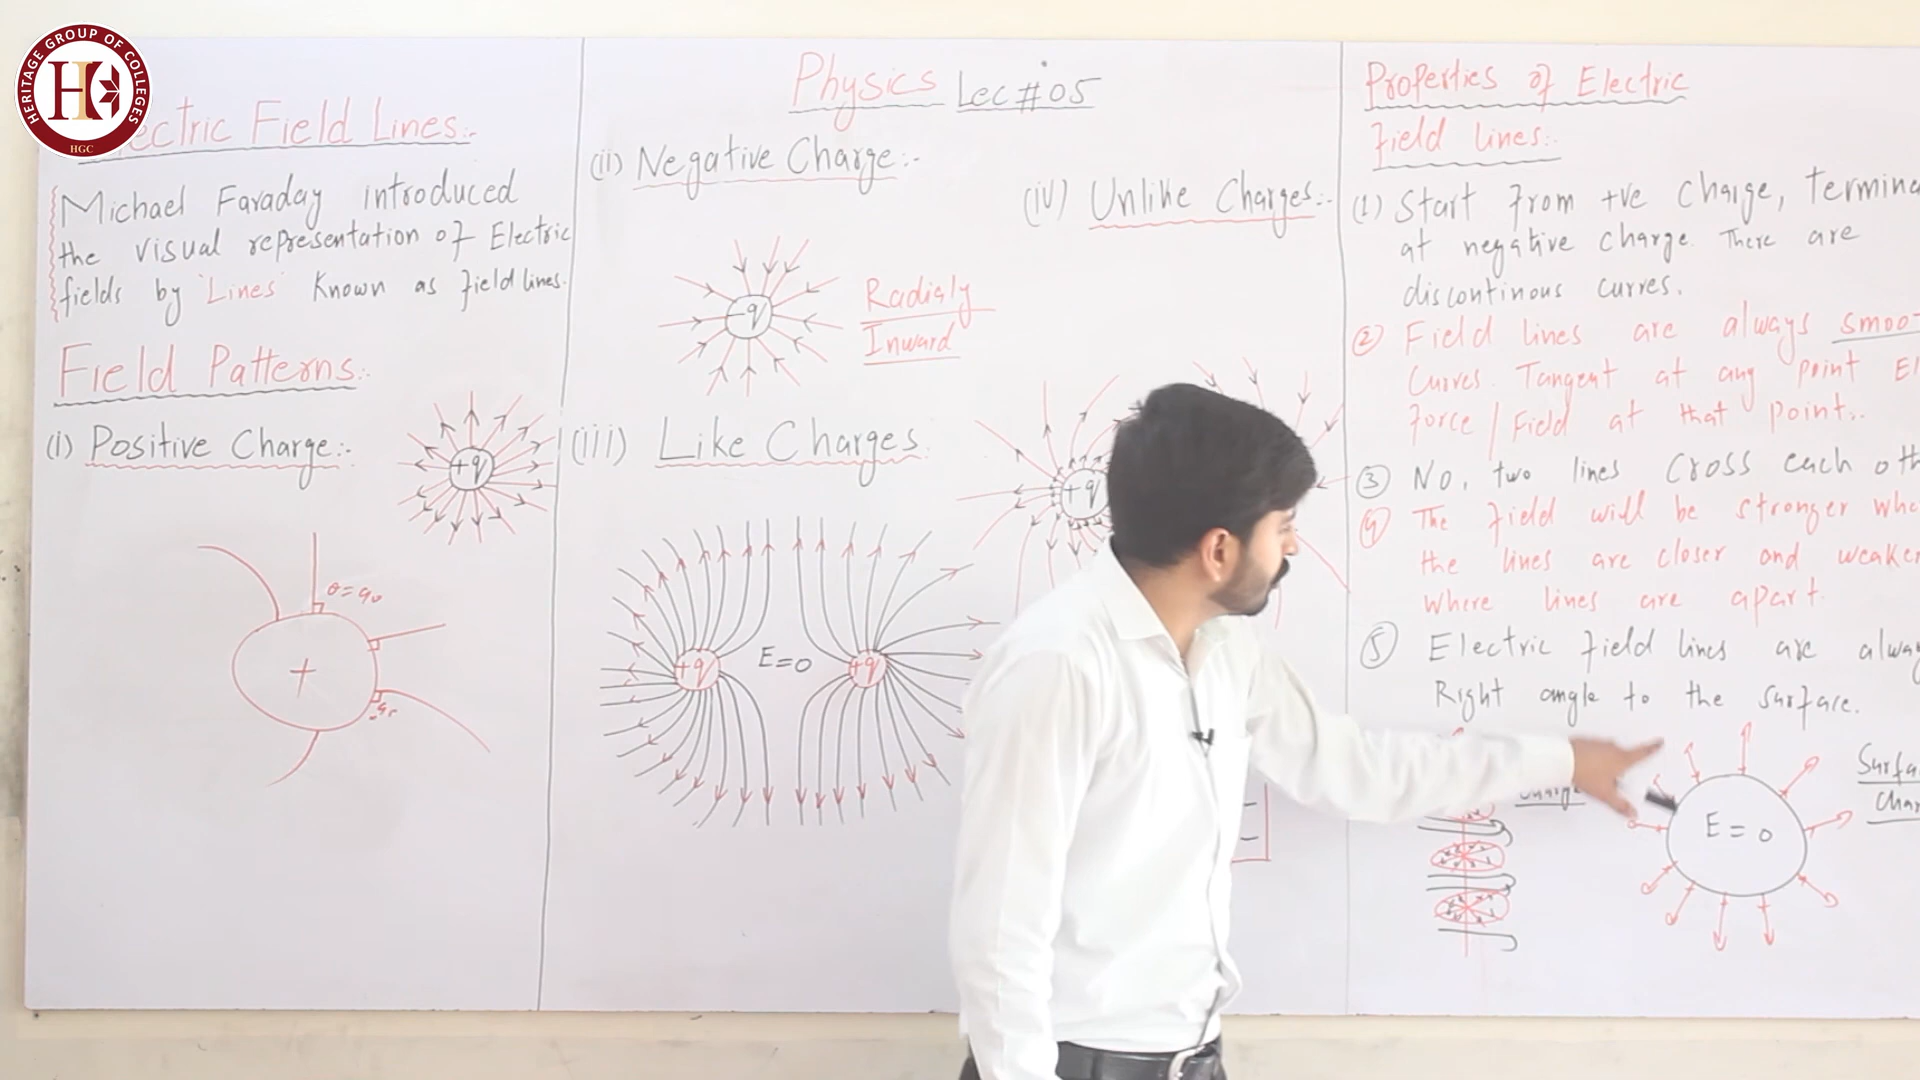 HERITAGE GROUP OF COLLEGES
H
HGC
ectric Field Lines:-
Michael Faraday introduced
the visual representation of Electric
fields by 'Lines' Known as field lines.
Field Patterns:-
(i) Positive Charge:-
+q
θ = 90
+
Physics Lec # 05
(ii) Negative Charge:-
-q
Radialy
Inward
(iii) Like Charges
+q E=0 +q
(iv) Unlike Charges:-
+q
Properties of Electric
field lines:-
(1) Start from +ve charge, termina
at negative charge. There are
discontinous curves.
(2) Field lines are always smoo
Curves. Tangent at any point El
force / Field at that point:.
(3) No, two lines Cross each oth
(4) The field will be stronger whe
the lines are closer and weaker
where lines are apart.
(5) Electric field lines are alway
Right angle to the surface.
E = 0
Surfa
Char